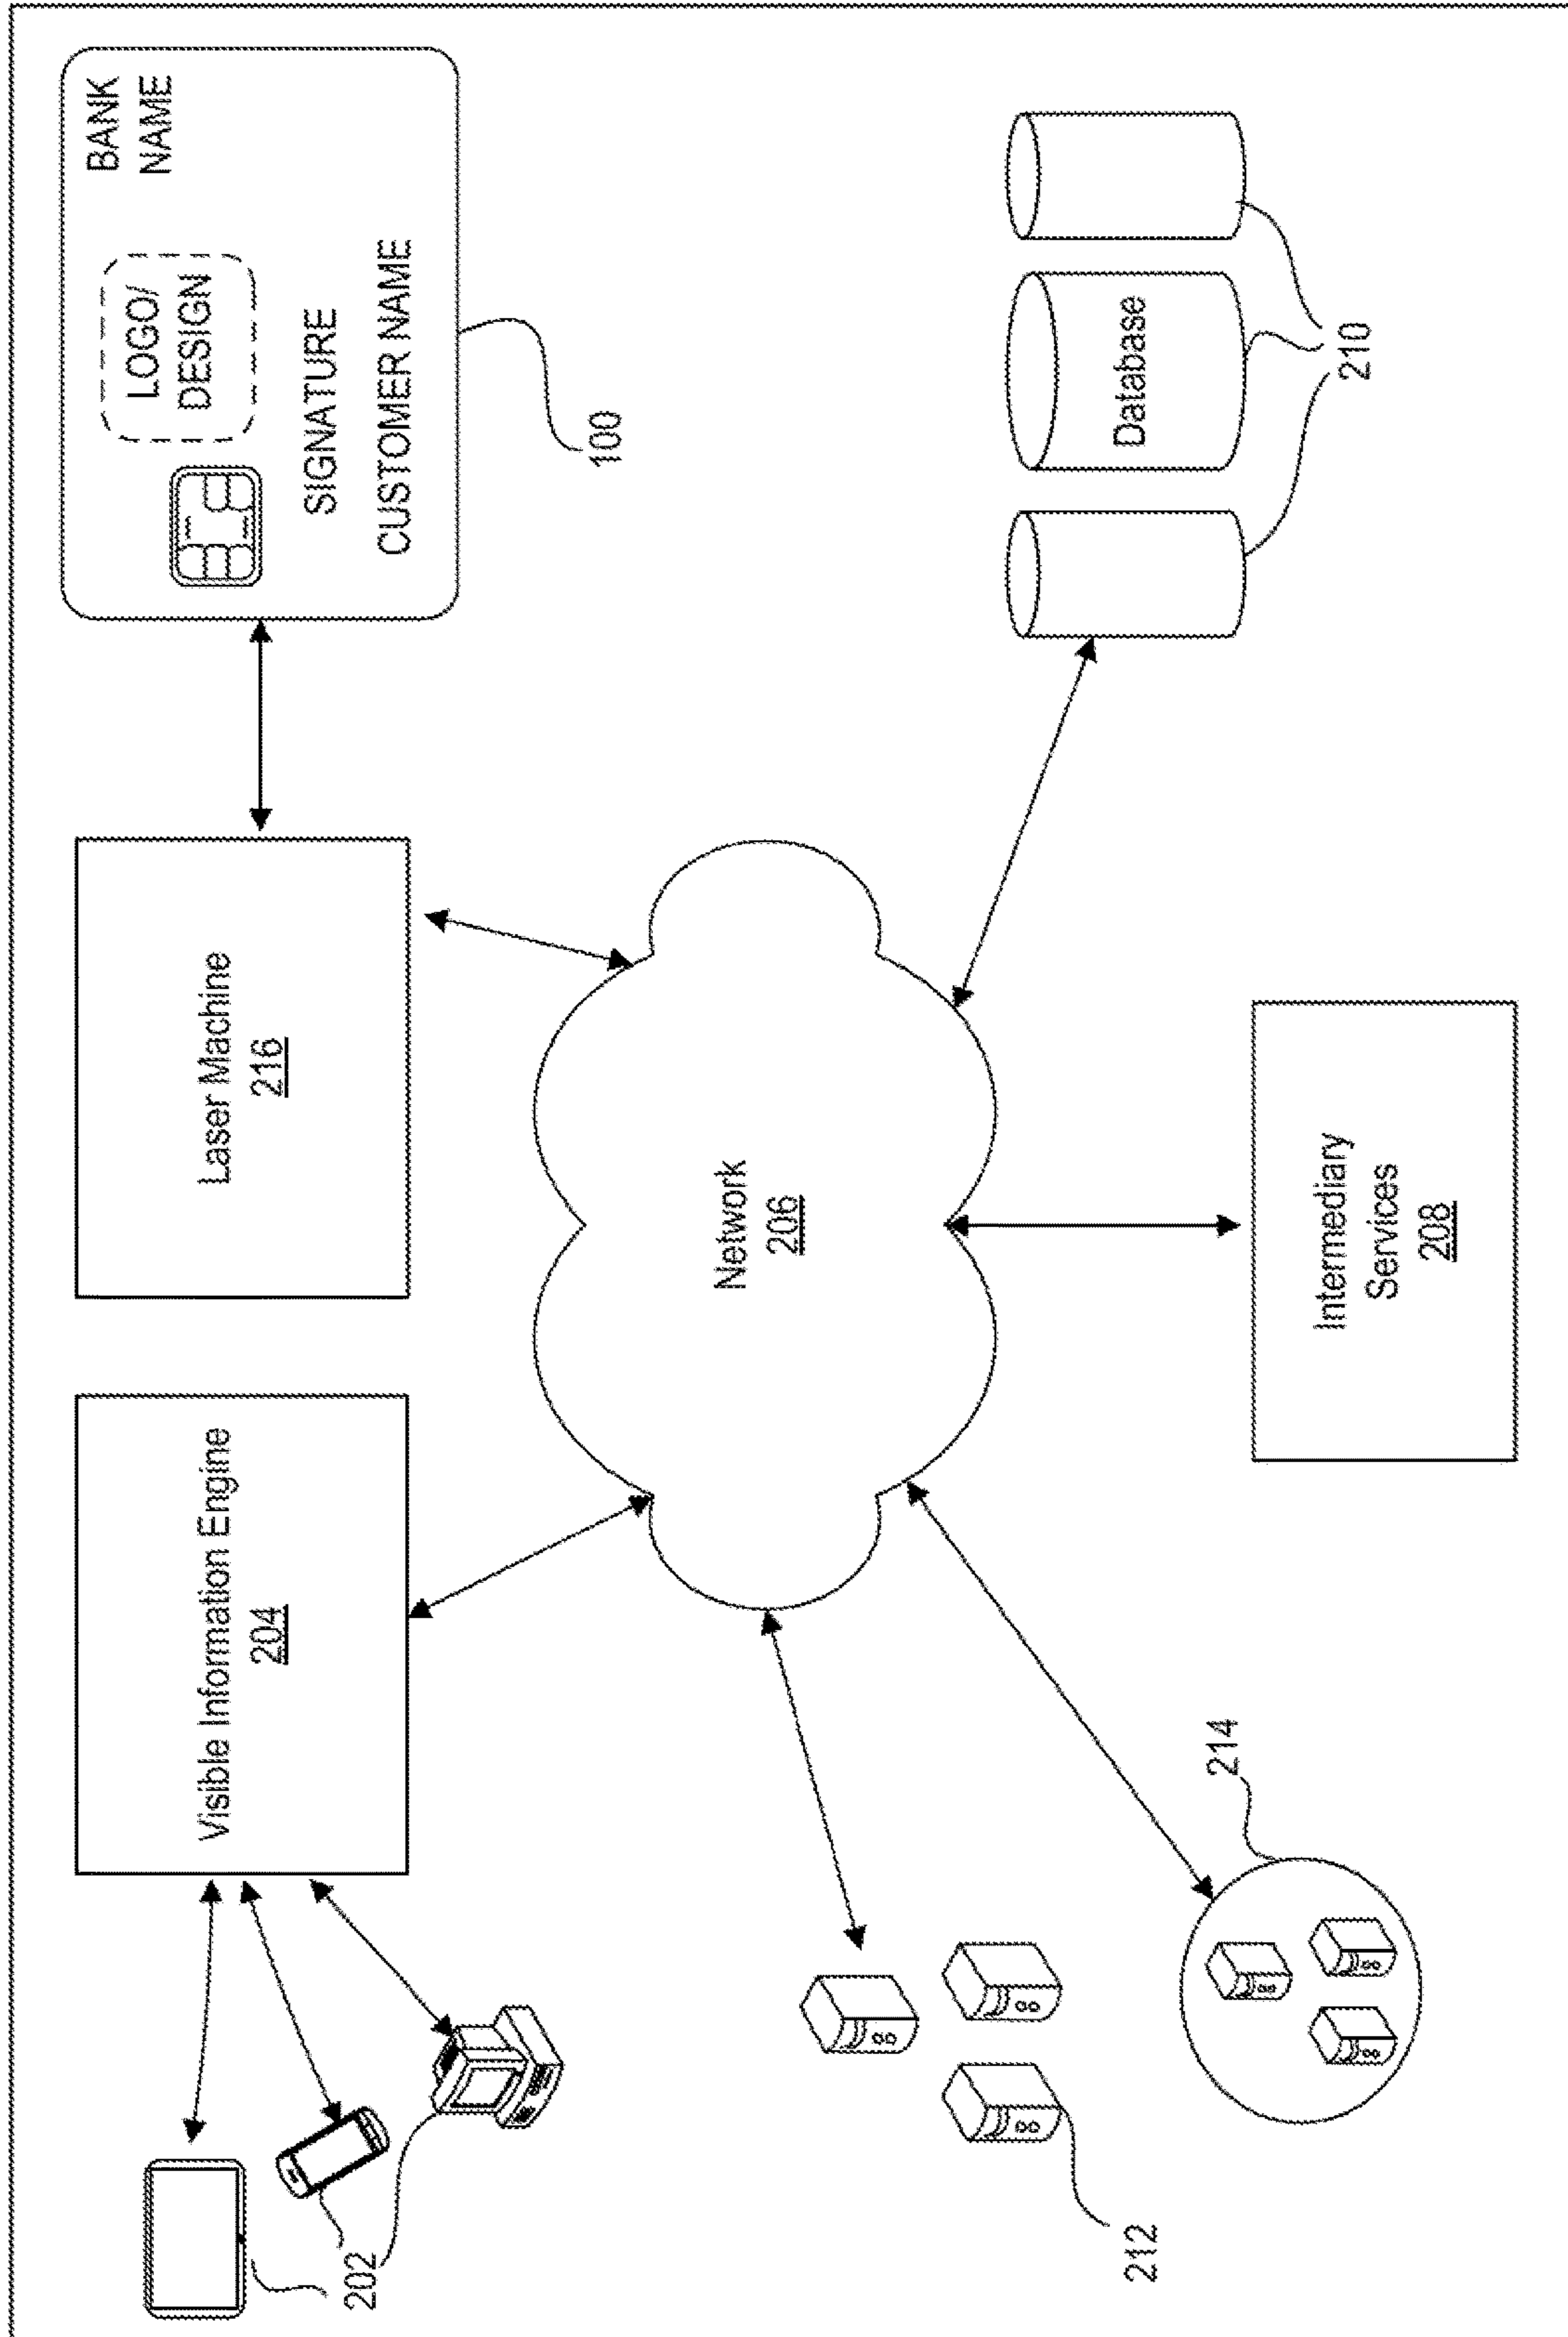 202
Visible Information Engine
204
Laser Machine
216
LOGO/
DESIGN
BANK
NAME
SIGNATURE
CUSTOMER NAME
100
Network
206
212
214
Intermediary
Services
208
Database
210